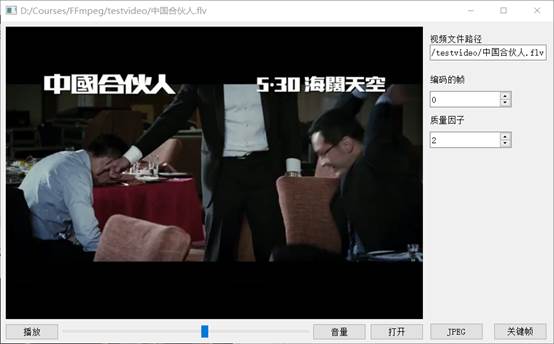 D:/Courses/FFmpeg/testvideo/中国合伙人.flv
中國合伙人
5·30 海闊天空
视频文件路径
/testvideo/中国合伙人.flv
编码的帧
0
质量因子
2
播放
音量
打开
JPEG
关键帧